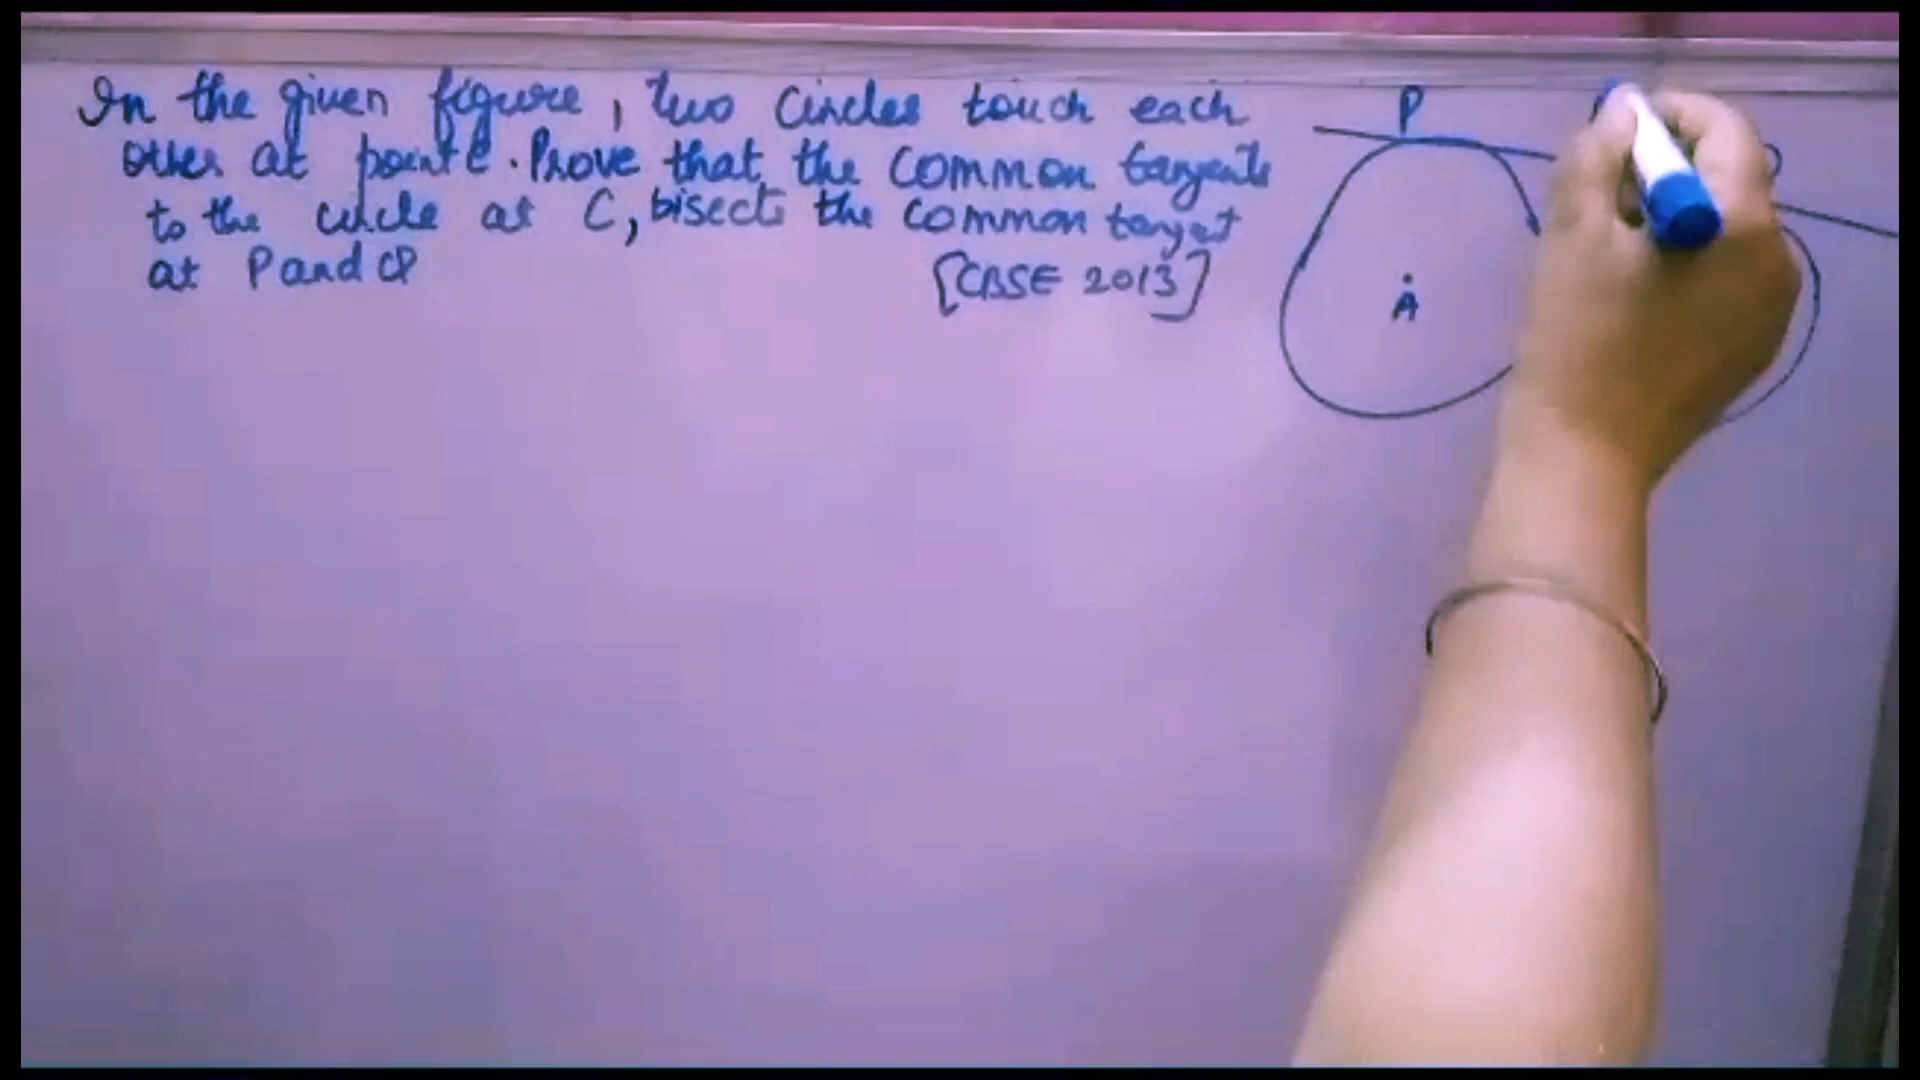 In the given figure, two circles touch each
other at point C. Prove that the common tangents
to the circle at C, bisects the common tangent
at P and Q
[CBSE 2013]
P
A